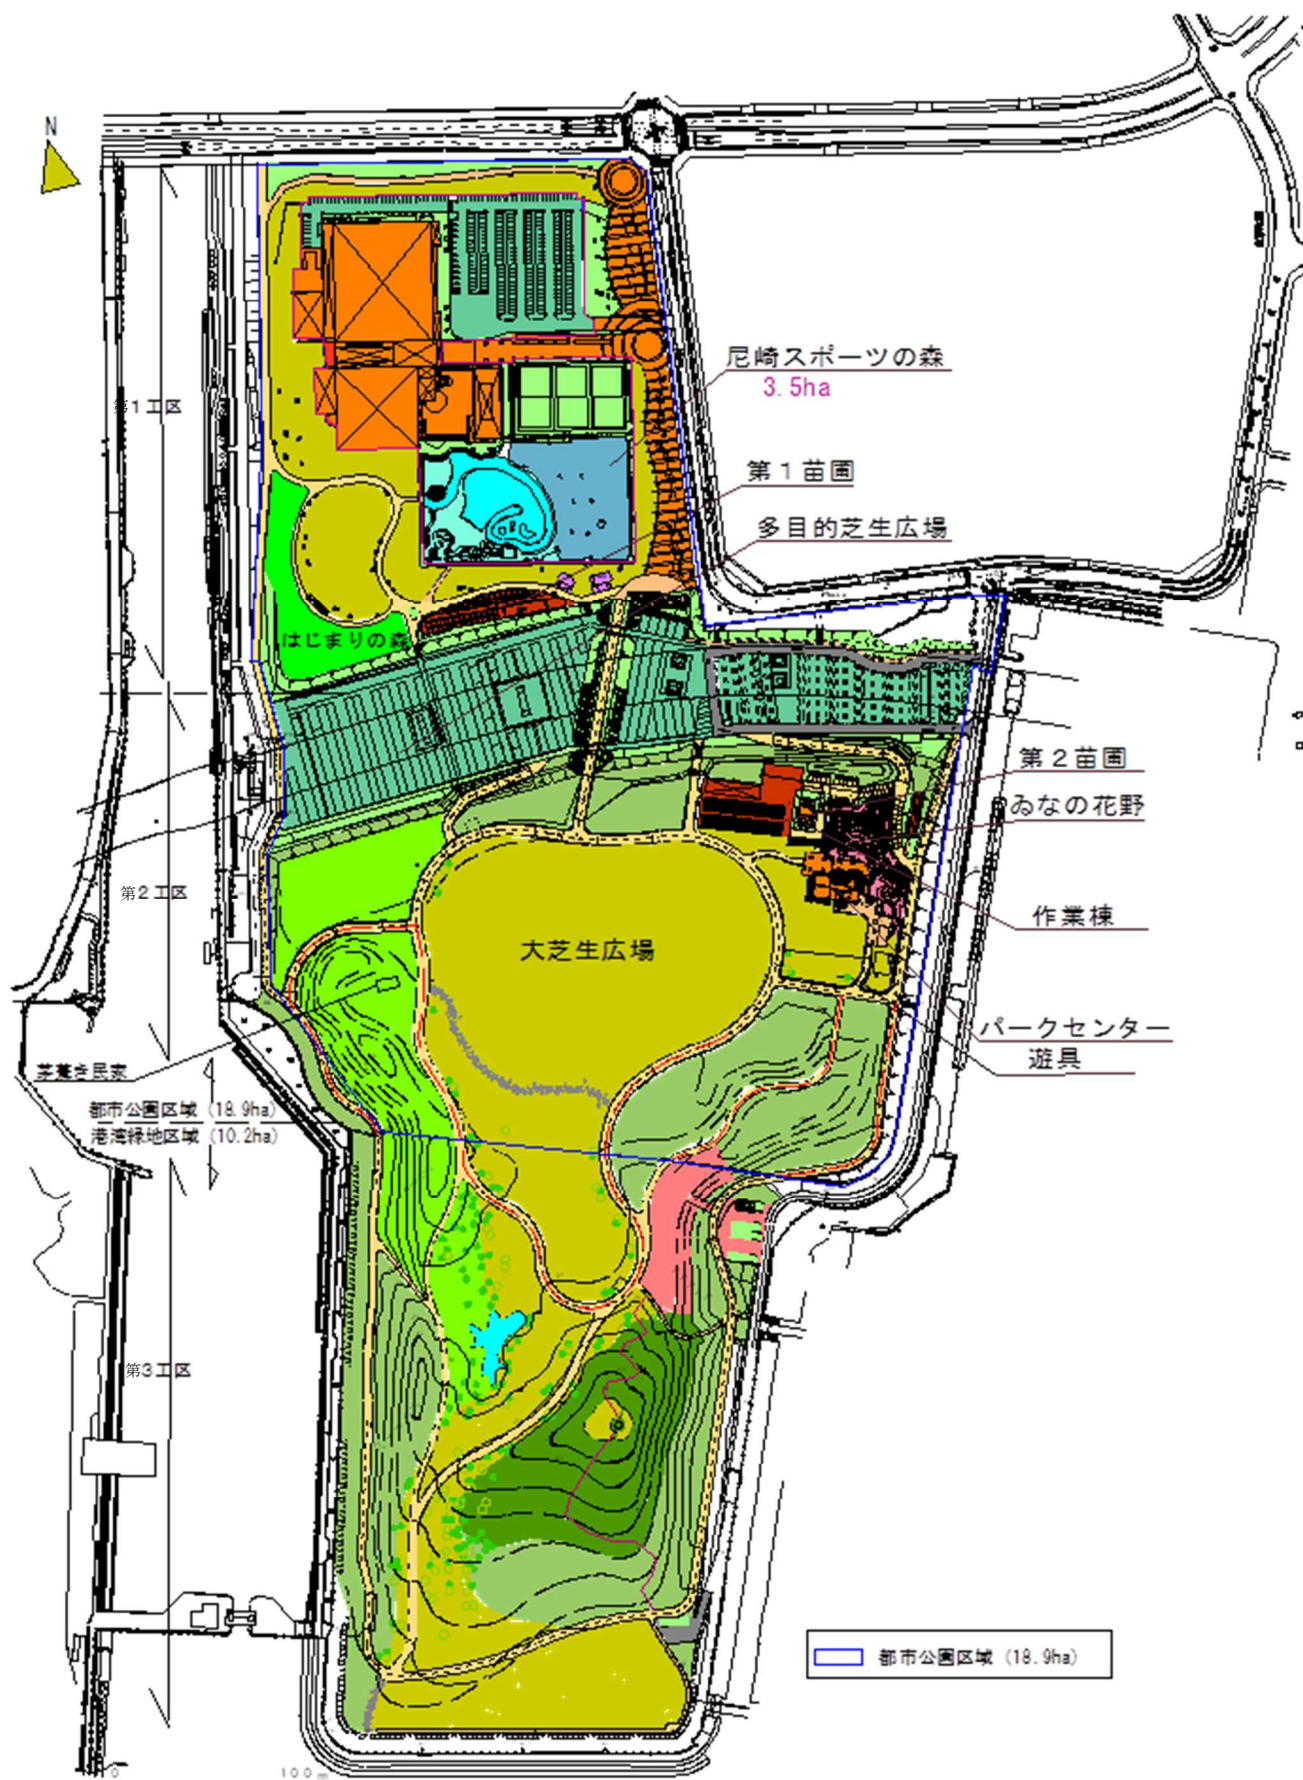 N
尼崎スポーツの森
3.5ha
第1工区
第1苗圃
多目的芝生広場
はじまりの森
第2苗圃
ゐなの花野
第2工区
作業棟
大芝生広場
パークセンター
遊具
茅葺き民家
都市公園区域 (18.9ha)
港湾緑地区域 (10.2ha)
第3工区
都市公園区域 (18.9ha)
0
100m